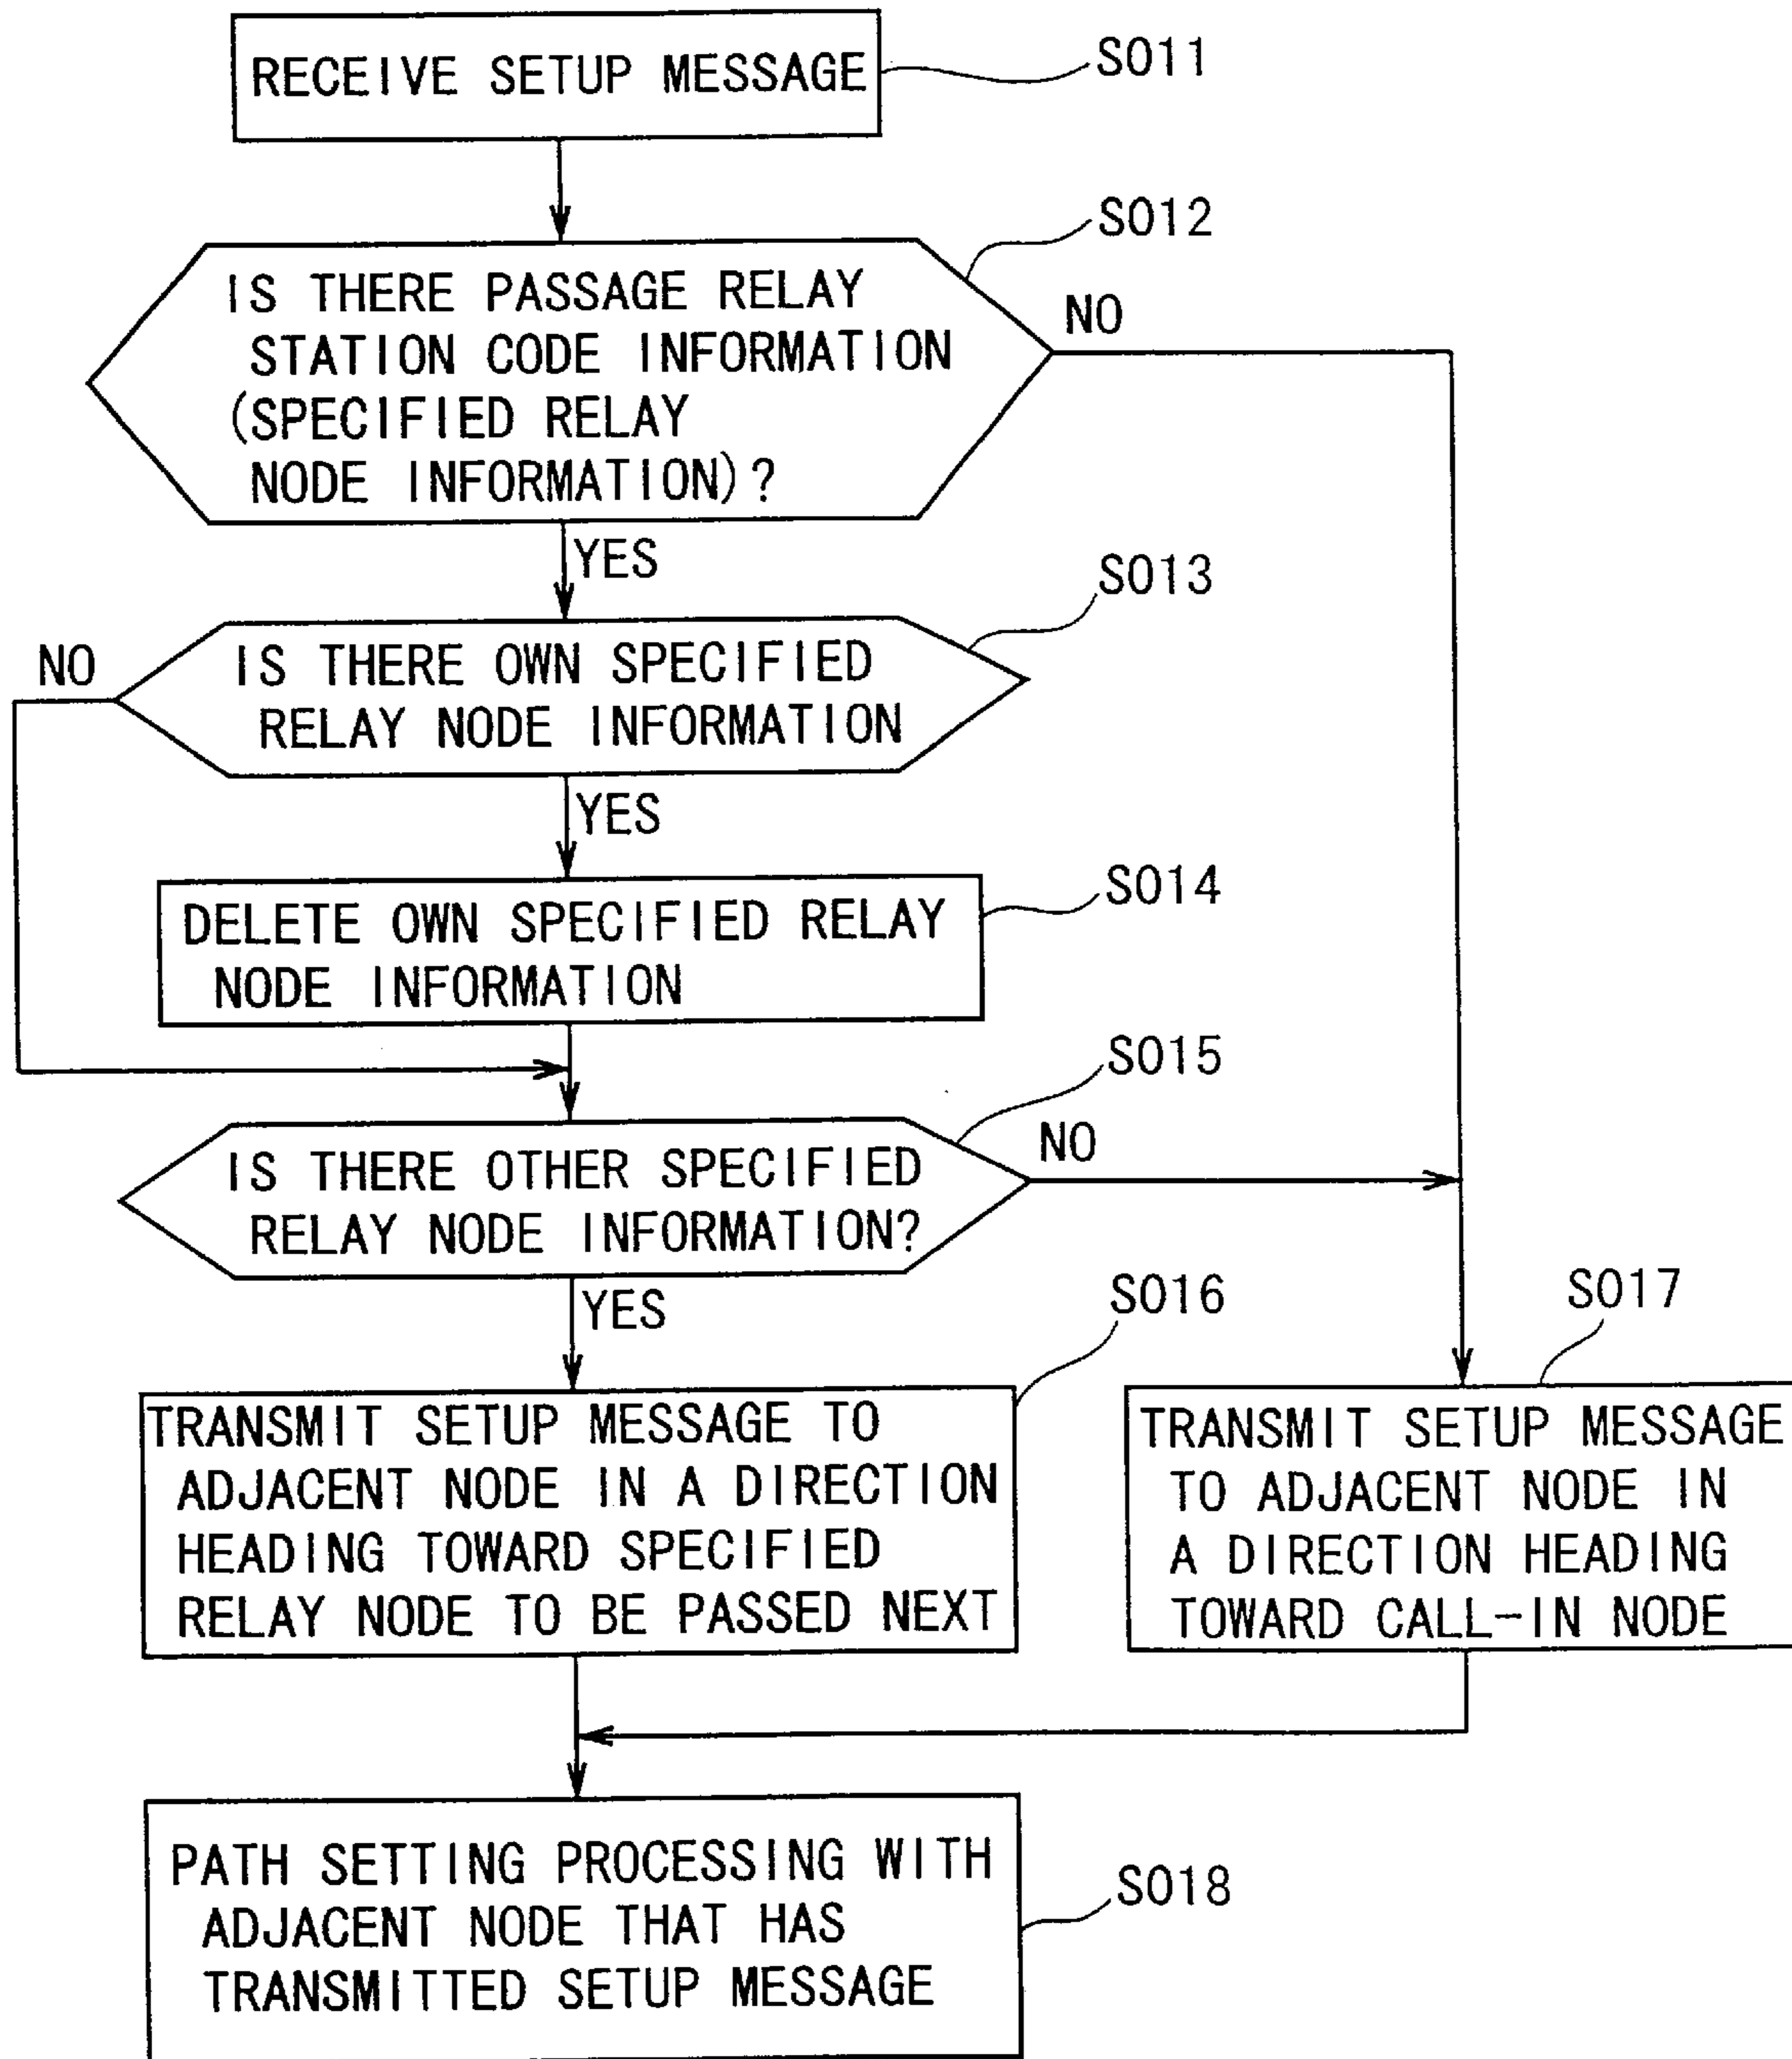 RECEIVE SETUP MESSAGE
S011
S012
IS THERE PASSAGE RELAY
STATION CODE INFORMATION
(SPECIFIED RELAY
NODE INFORMATION)?
NO
YES
S013
NO
IS THERE OWN SPECIFIED
RELAY NODE INFORMATION
YES
S014
DELETE OWN SPECIFIED RELAY
NODE INFORMATION
S015
IS THERE OTHER SPECIFIED
RELAY NODE INFORMATION?
NO
YES
S016
TRANSMIT SETUP MESSAGE TO
ADJACENT NODE IN A DIRECTION
HEADING TOWARD SPECIFIED
RELAY NODE TO BE PASSED NEXT
S017
TRANSMIT SETUP MESSAGE
TO ADJACENT NODE IN
A DIRECTION HEADING
TOWARD CALL-IN NODE
PATH SETTING PROCESSING WITH
ADJACENT NODE THAT HAS
TRANSMITTED SETUP MESSAGE
S018